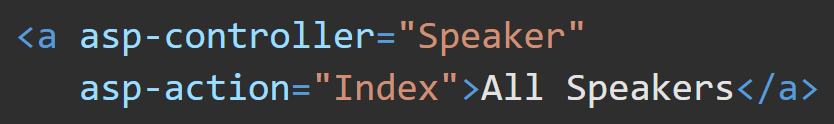 <a asp-controller="Speaker"
asp-action="Index">All Speakers</a>